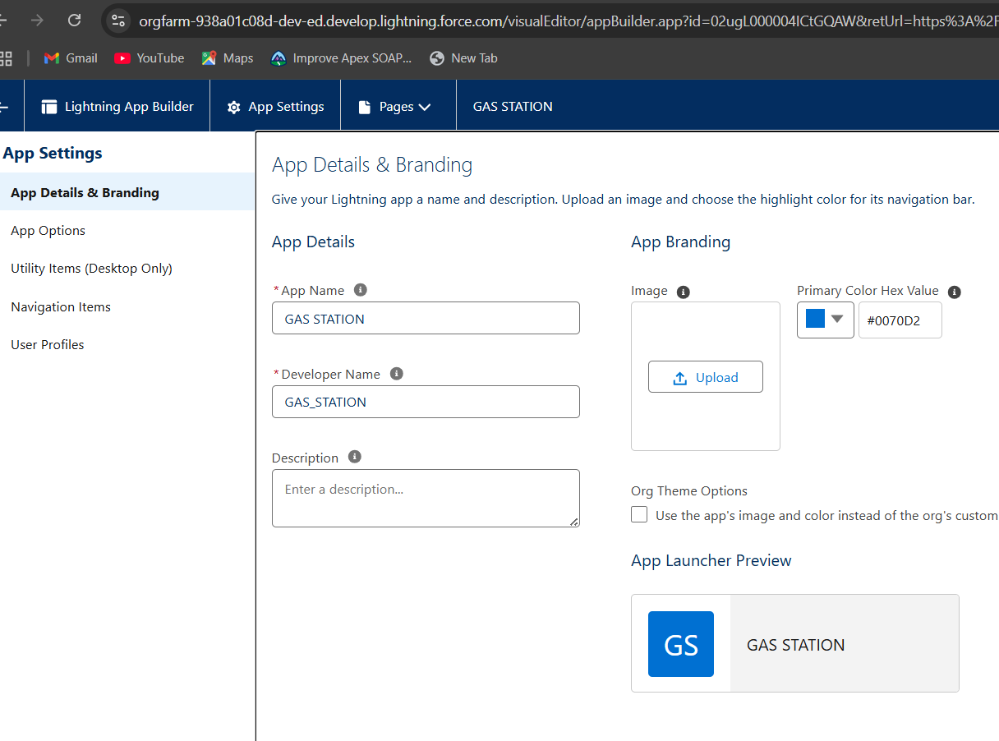 orgfarm-938a01c08d-dev-ed.develop.lightning.force.com/visualEditor/appBuilder.app?id=02ugL000004ICtGQAW&retUrl=https%3A%2F
Gmail YouTube Maps Improve Apex SOAP... New Tab
Lightning App Builder App Settings Pages GAS STATION
App Settings
App Details & Branding
App Options
Utility Items (Desktop Only)
Navigation Items
User Profiles
App Details & Branding
Give your Lightning app a name and description. Upload an image and choose the highlight color for its navigation bar.
App Details
*App Name
GAS STATION
*Developer Name
GAS_STATION
Description
Enter a description...
App Branding
Image
Upload
Primary Color Hex Value
#0070D2
Org Theme Options
Use the app's image and color instead of the org's custom
App Launcher Preview
GS
GAS STATION